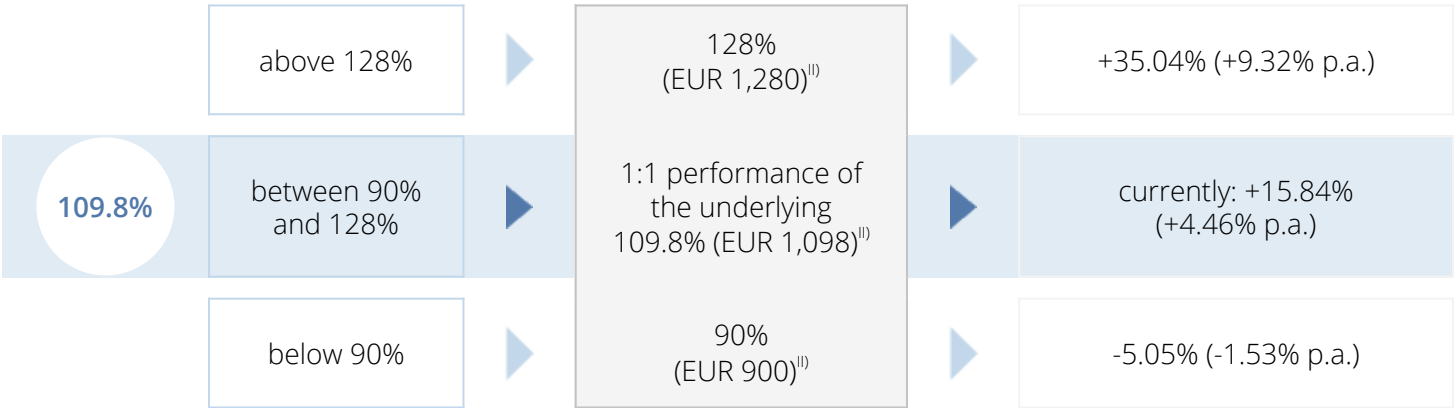 above 128%
128%
(EUR 1,280)II)
+35.04% (+9.32% p.a.)
109.8%
between 90%
and 128%
1:1 performance of
the underlying
109.8% (EUR 1,098)II)
currently: +15.84%
(+4.46% p.a.)
below 90%
90%
(EUR 900)II)
-5.05% (-1.53% p.a.)